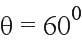 θ = 60⁰